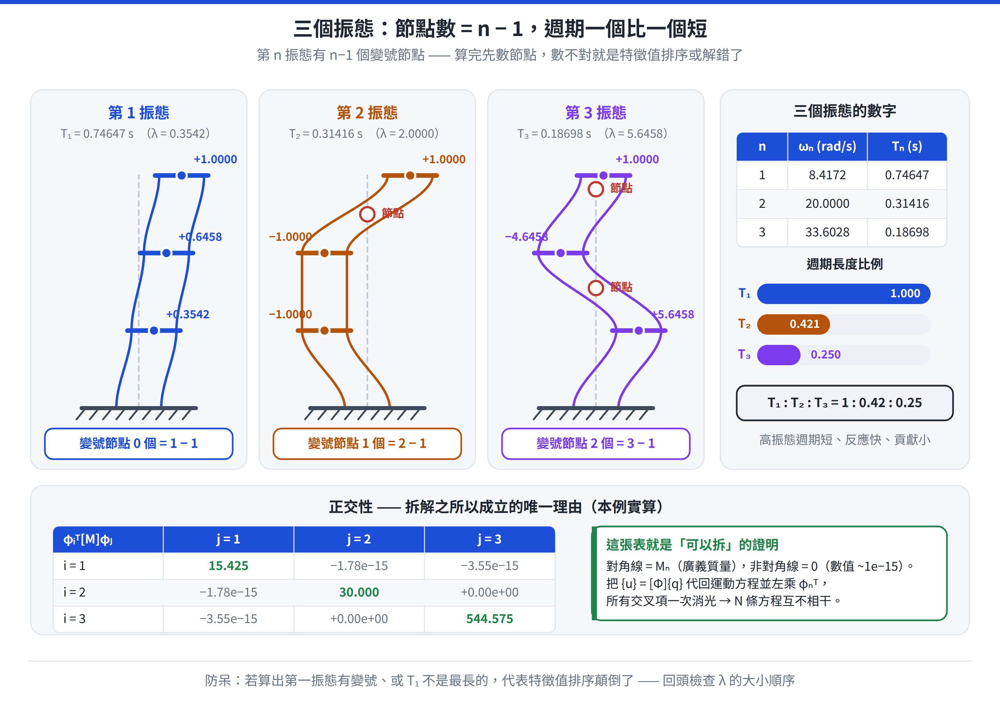 三個振態：節點數 = n − 1，週期一個比一個短
第 n 振態有 n−1 個變號節點 —— 算完先數節點，數不對就是特徵值排序或解錯了
第 1 振態
T₁ = 0.74647 s （λ = 0.3542）
+1.0000
+0.6458
+0.3542
變號節點 0 個 = 1 − 1
第 2 振態
T₂ = 0.31416 s （λ = 2.0000）
+1.0000
節點
−1.0000
−1.0000
變號節點 1 個 = 2 − 1
第 3 振態
T₃ = 0.18698 s （λ = 5.6458）
+1.0000
節點
−4.6458
節點
+5.6458
變號節點 2 個 = 3 − 1
三個振態的數字
n ωₙ (rad/s) Tₙ (s)
1 8.4172 0.74647
2 20.0000 0.31416
3 33.6028 0.18698
週期長度比例
T₁ 1.000
T₂ 0.421
T₃ 0.250
T₁ : T₂ : T₃ = 1 : 0.42 : 0.25
高振態週期短、反應快、貢獻小
正交性 —— 拆解之所以成立的唯一理由（本例實算）
ϕᵢᵀ[M]ϕⱼ j = 1 j = 2 j = 3
i = 1 15.425 −1.78e−15 −3.55e−15
i = 2 −1.78e−15 30.000 +0.00e+00
i = 3 −3.55e−15 +0.00e+00 544.575
這張表就是「可以拆」的證明
對角線 = Mₙ（廣義質量），非對角線 = 0（數值 ~1e−15）。
把 {u} = [Φ]{q} 代回運動方程並左乘 ϕₙᵀ，
所有交叉項一次消光 → N 條方程互不相干。
防呆：若算出第一振態有變號、或 T₁ 不是最長的，代表特徵值排序顛倒了 —— 回頭檢查 λ 的大小順序